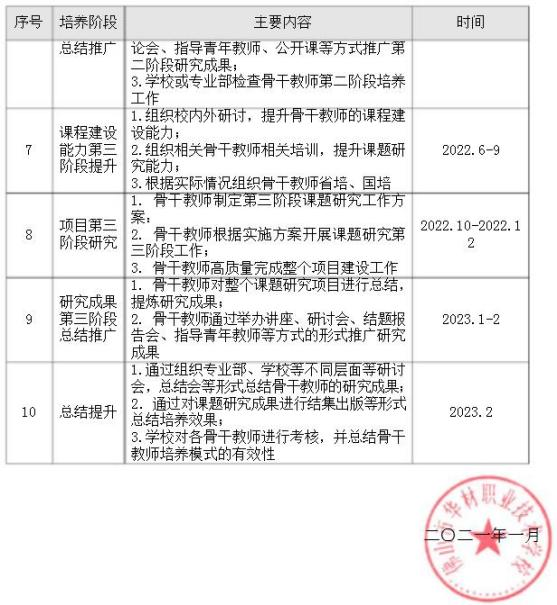 序号 培养阶段 主要内容 时间
总结推广
论会、指导青年教师、公开课等方式推广第
二阶段研究成果；
3.学校或专业部检查骨干教师第二阶段培养
工作
7
课程建设
能力第三
阶段提升
1.组织校内外研讨，提升骨干教师的课程建
设能力；
2.组织相关骨干教师相关培训，提升课题研
究能力；
3.根据实际情况组织骨干教师省培、国培
2022.6-9
8
项目第三
阶段研究
1. 骨干教师制定第三阶段课题研究工作方
案；
2. 骨干教师根据实施方案开展课题研究第
三阶段工作；
3. 骨干教师高质量完成整个项目建设工作
2022.10-2022.1
2
9
研究成果
第三阶段
总结推广
1. 骨干教师对整个课题研究项目进行总结，
提炼研究成果；
2. 骨干教师通过举办讲座、研讨会、结题报
告会、指导青年教师等方式的形式推广研究
成果
2023.1-2
10
总结提升
1.通过组织专业部、学校等不同层面等研讨
会，总结会等形式总结骨干教师的研究成果；
2. 通过对课题研究成果进行结集出版等形式
总结培养效果；
3.学校对各骨干教师进行考核，并总结骨干
教师培养模式的有效性
2023.2
佛山市华材职业技术学校
二〇二一年一月